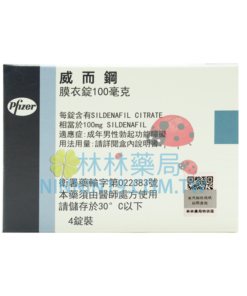 威而鋼
膜衣錠100毫克
Pfizer
每錠含有SILDENAFIL CITRATE
相當於100mg SILDENAFIL
適應症：成年男性勃起功能障礙
用法用量：請詳閱盒內說明書
林林藥局
衛署藥輸字第022383號
本藥須由醫師處方使用
請儲存於30°C以下
4錠裝